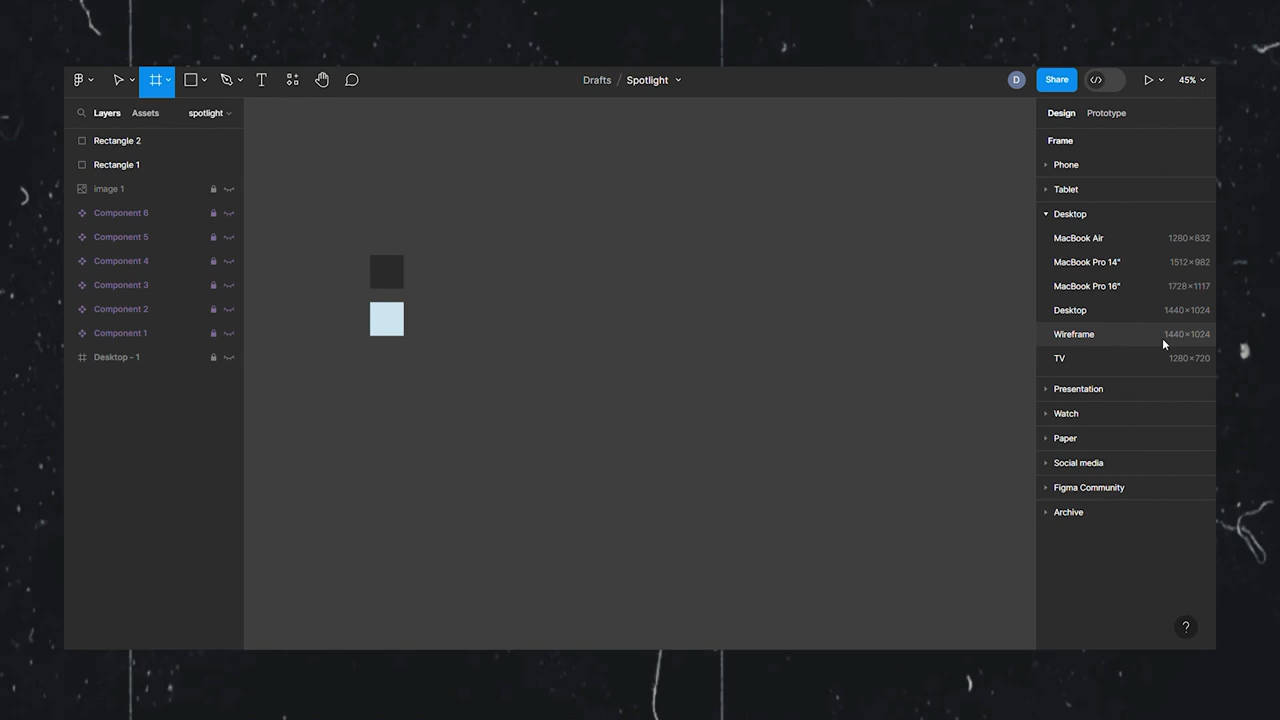 Drafts / Spotlight
D
Share
45%
Layers Assets spotlight
Rectangle 2
Rectangle 1
image 1
Component 6
Component 5
Component 4
Component 3
Component 2
Component 1
Desktop - 1
Design Prototype
Frame
Phone
Tablet
Desktop
MacBook Air 1280×832
MacBook Pro 14" 1512×982
MacBook Pro 16" 1728×1117
Desktop 1440×1024
Wireframe 1440×1024
TV 1280×720
Presentation
Watch
Paper
Social media
Figma Community
Archive
?